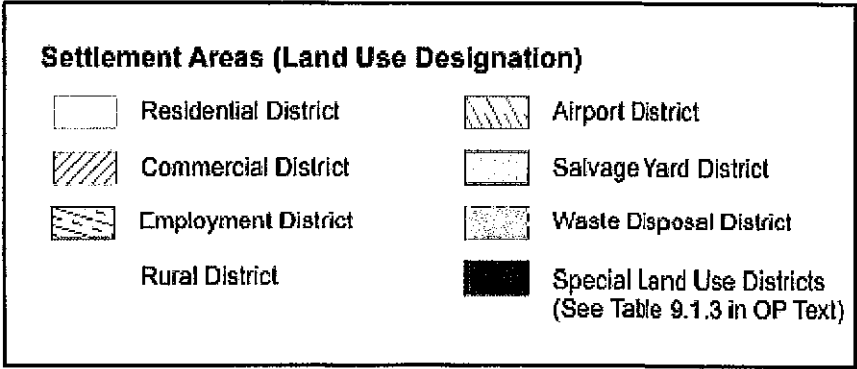 Settlement Areas (Land Use Designation)
Residential District
Commercial District
Employment District
Rural District
Airport District
Salvage Yard District
Waste Disposal District
Special Land Use Districts
(See Table 9.1.3 in OP Text)